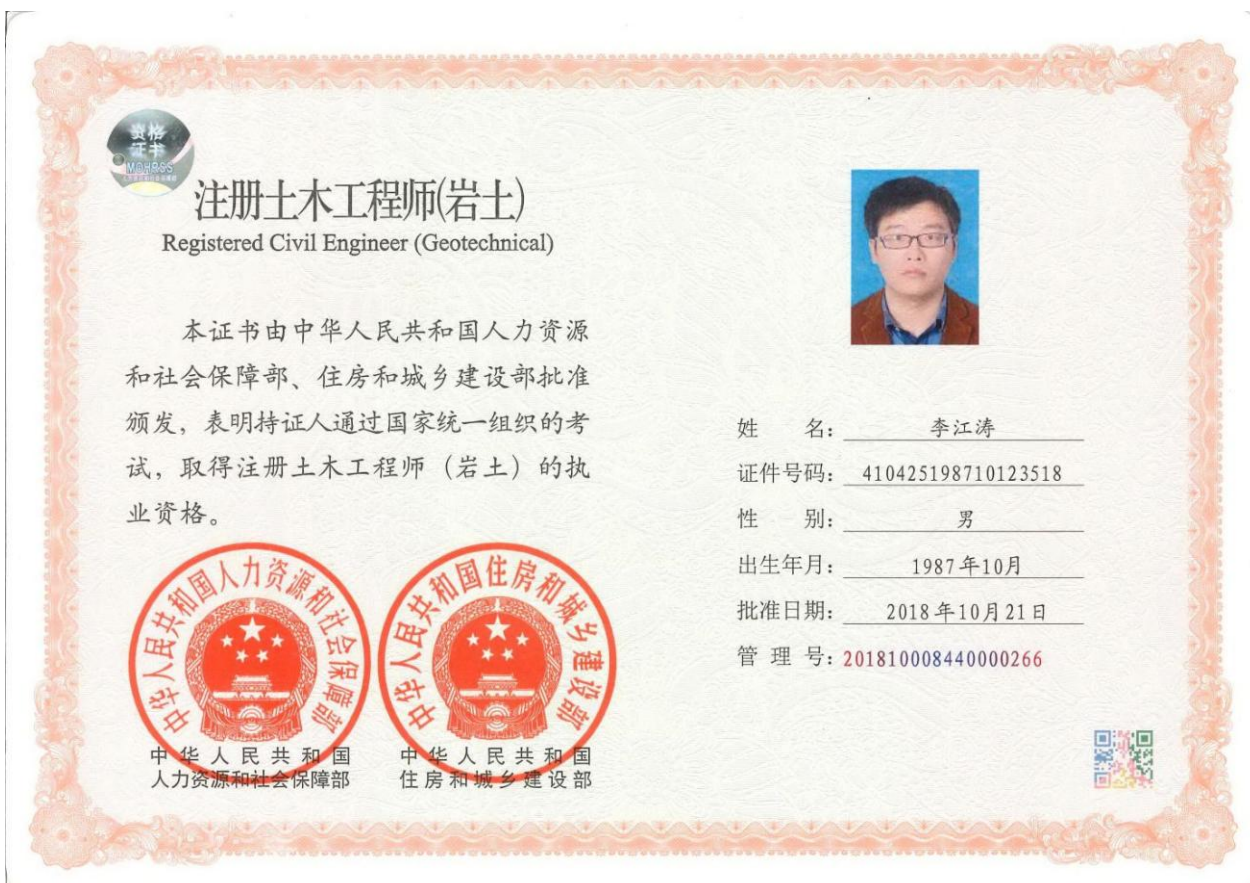 资格
证书
MOHRSS
注册土木工程师(岩土)
Registered Civil Engineer (Geotechnical)
本证书由中华人民共和国人力资源
和社会保障部、住房和城乡建设部批准
颁发，表明持证人通过国家统一组织的考
试，取得注册土木工程师（岩土）的执
业资格。
中华人民共和国人力资源和社会保障部
中华人民共和国住房和城乡建设部
中华人民共和国
人力资源和社会保障部
中华人民共和国
住房和城乡建设部
姓 名：李江涛
证件号码：410425198710123518
性 别：男
出生年月：1987年10月
批准日期：2018年10月21日
管 理 号：201810008440000266